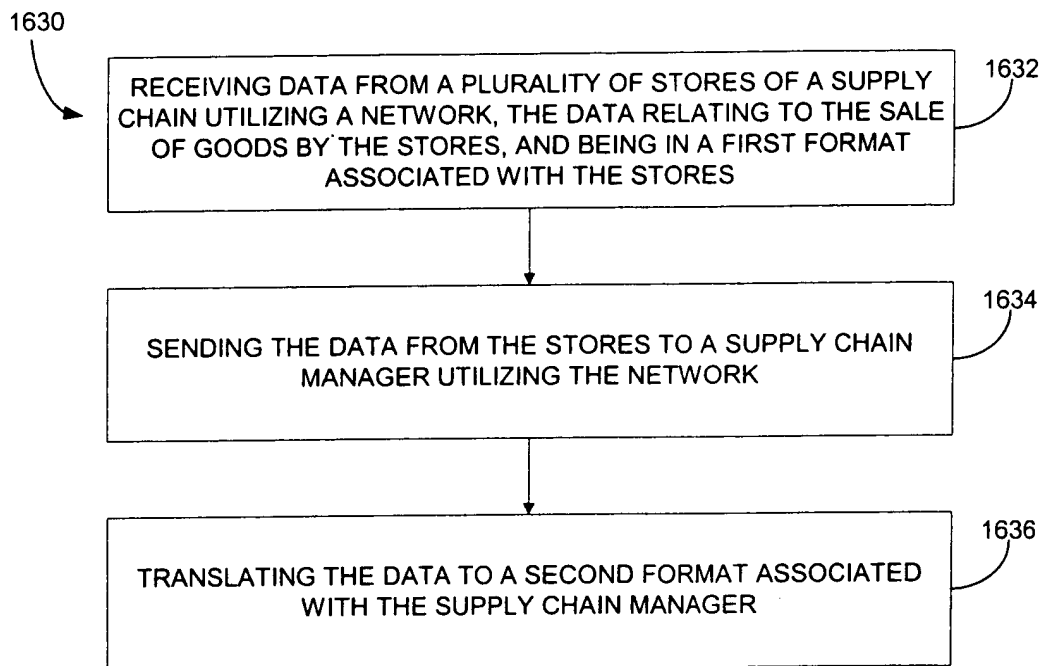 1630
RECEIVING DATA FROM A PLURALITY OF STORES OF A SUPPLY
CHAIN UTILIZING A NETWORK, THE DATA RELATING TO THE SALE
OF GOODS BY THE STORES, AND BEING IN A FIRST FORMAT
ASSOCIATED WITH THE STORES
1632
SENDING THE DATA FROM THE STORES TO A SUPPLY CHAIN
MANAGER UTILIZING THE NETWORK
1634
TRANSLATING THE DATA TO A SECOND FORMAT ASSOCIATED
WITH THE SUPPLY CHAIN MANAGER
1636